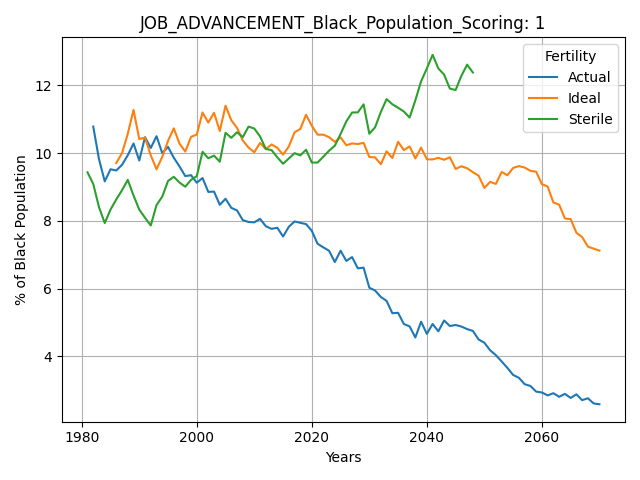 JOB_ADVANCEMENT_Black_Population_Scoring: 1
Fertility
Actual
Ideal
Sterile
% of Black Population
12
10
8
6
4
1980
2000
2020
2040
2060
Years